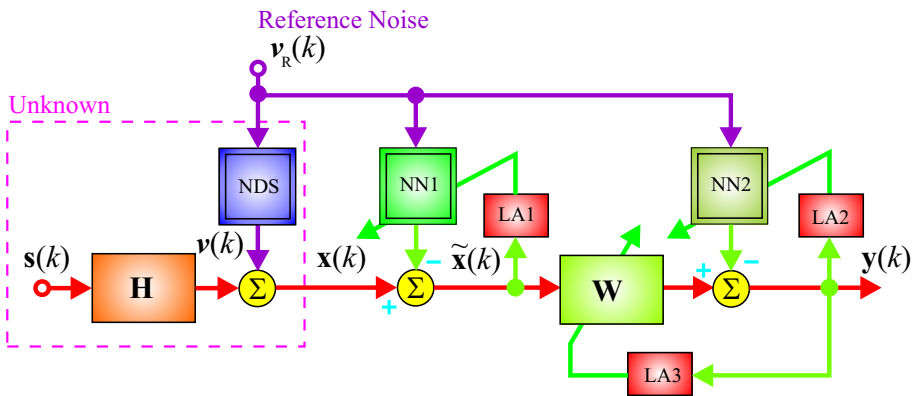 Reference Noise
v_R(k)
Unknown
NDS
NN1
NN2
LA1
LA2
v(k)
s(k)
x(k)
x̃(k)
y(k)
−
−
H
Σ
Σ
W
+
Σ
+
LA3